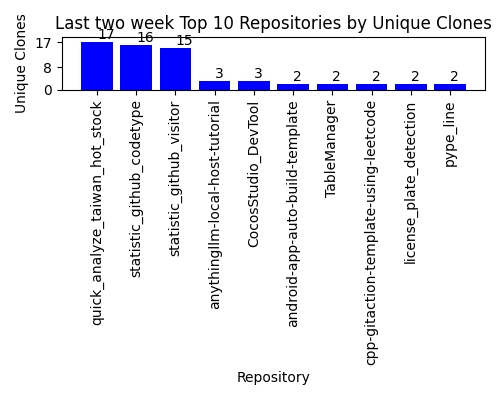 Last two week Top 10 Repositories by Unique Clones
Unique Clones
17
8
0
17
16
15
3
3
2
2
2
2
2
quick_analyze_taiwan_hot_stock
statistic_github_codetype
statistic_github_visitor
anythingllm-local-host-tutorial
CocosStudio_DevTool
android-app-auto-build-template
TableManager
cpp-gitaction-template-using-leetcode
license_plate_detection
pype_line
Repository